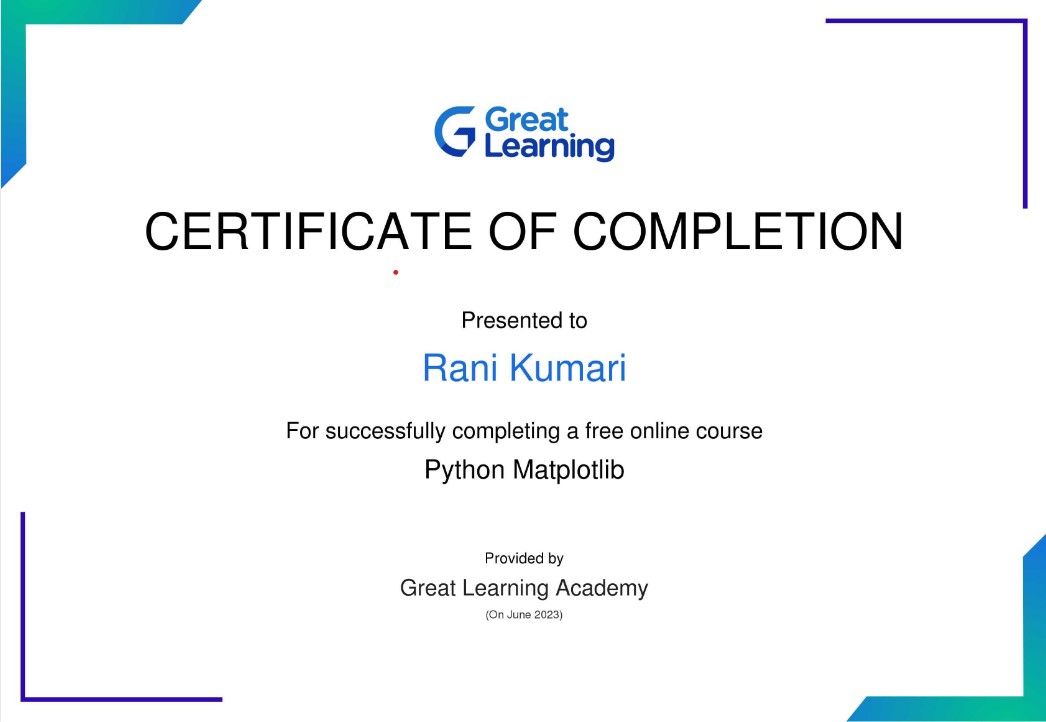 Great
Learning
CERTIFICATE OF COMPLETION
Presented to
Rani Kumari
For successfully completing a free online course
Python Matplotlib
Provided by
Great Learning Academy
(On June 2023)